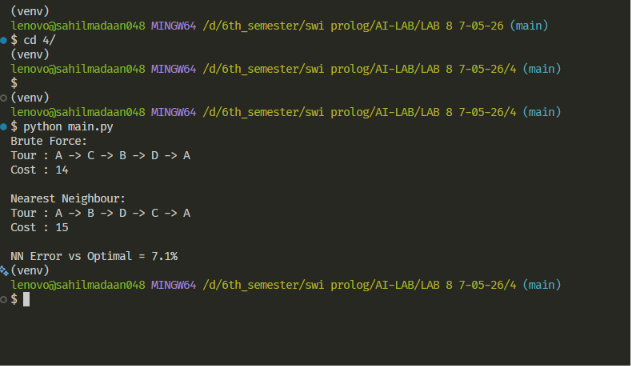 (venv)
lenovo@sahilmadaan048 MINGW64 /d/6th_semester/swi prolog/AI-LAB/LAB 8 7-05-26 (main)
$ cd 4/
(venv)
lenovo@sahilmadaan048 MINGW64 /d/6th_semester/swi prolog/AI-LAB/LAB 8 7-05-26/4 (main)
$
(venv)
lenovo@sahilmadaan048 MINGW64 /d/6th_semester/swi prolog/AI-LAB/LAB 8 7-05-26/4 (main)
$ python main.py
Brute Force:
Tour : A -> C -> B -> D -> A
Cost : 14
Nearest Neighbour:
Tour : A -> B -> D -> C -> A
Cost : 15
NN Error vs Optimal = 7.1%
(venv)
lenovo@sahilmadaan048 MINGW64 /d/6th_semester/swi prolog/AI-LAB/LAB 8 7-05-26/4 (main)
$